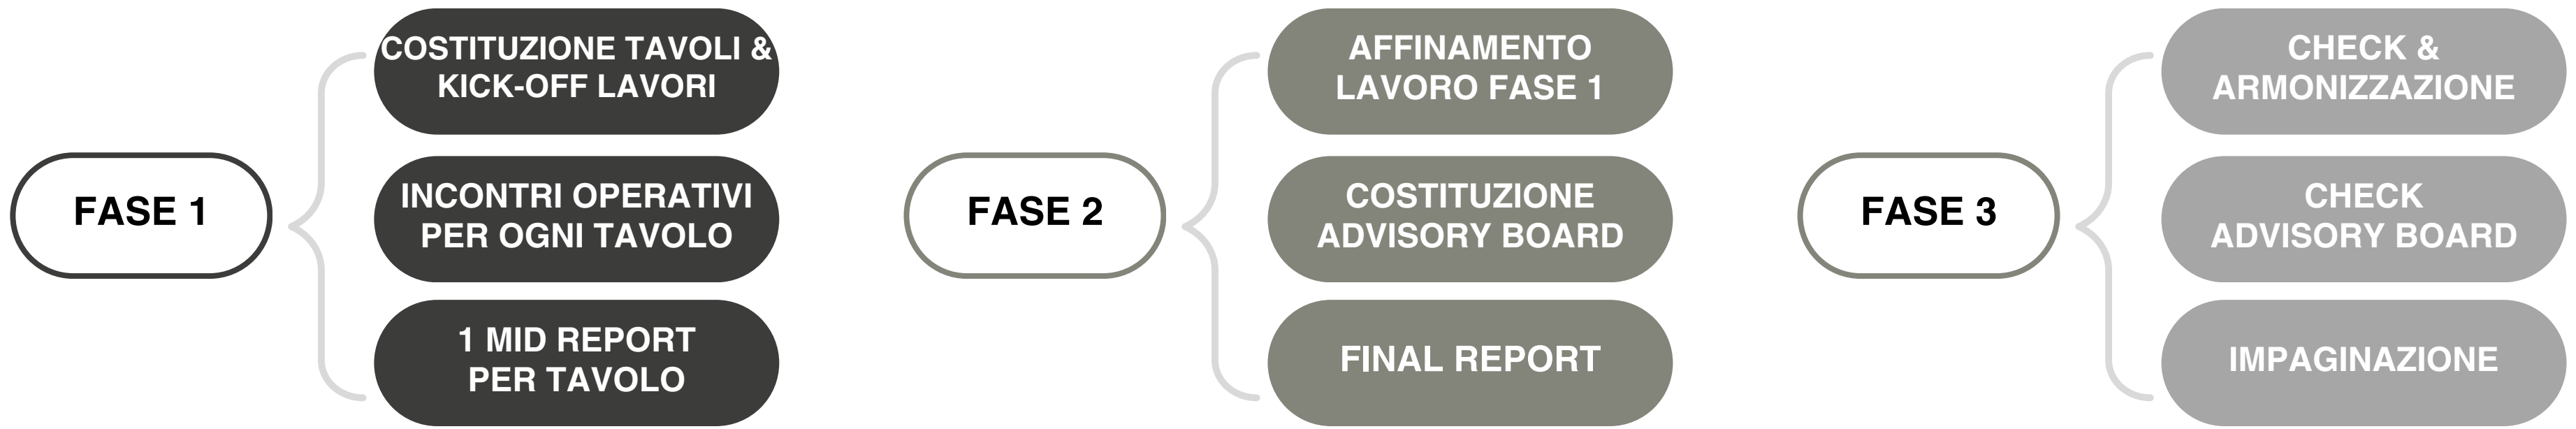 FASE 1
COSTITUZIONE TAVOLI &
KICK-OFF LAVORI
INCONTRI OPERATIVI
PER OGNI TAVOLO
1 MID REPORT
PER TAVOLO
FASE 2
AFFINAMENTO
LAVORO FASE 1
COSTITUZIONE
ADVISORY BOARD
FINAL REPORT
FASE 3
CHECK &
ARMONIZZAZIONE
CHECK
ADVISORY BOARD
IMPAGINAZIONE